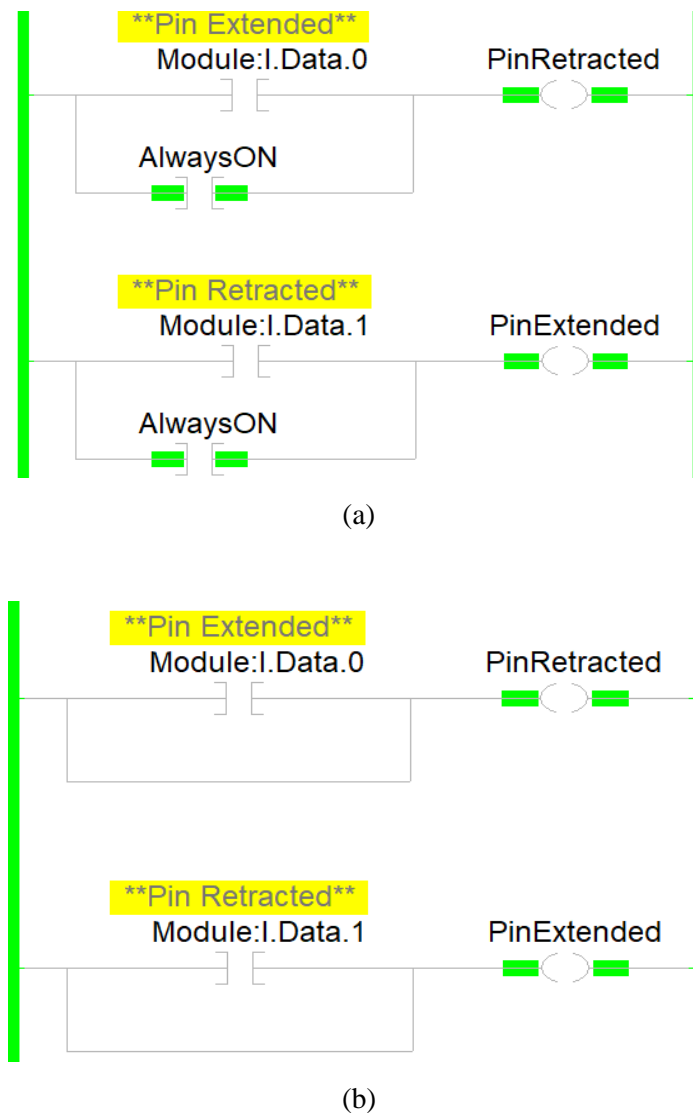 **Pin Extended**
Module:I.Data.0 PinRetracted
AlwaysON
**Pin Retracted**
Module:I.Data.1 PinExtended
AlwaysON
(a)
**Pin Extended**
Module:I.Data.0 PinRetracted
**Pin Retracted**
Module:I.Data.1 PinExtended
(b)